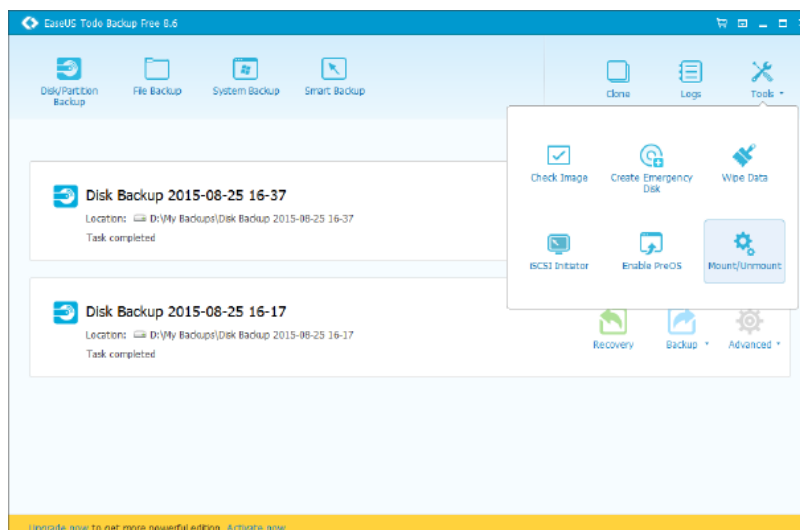 EaseUS Todo Backup Free 8.6
Disk/Partition
Backup
File Backup
System Backup
Smart Backup
Clone
Logs
Tools
Check Image
Create Emergency
Disk
Wipe Data
iSCSI Initiator
Enable PreOS
Mount/Unmount
Disk Backup 2015-08-25 16-37
Location: D:\My Backups\Disk Backup 2015-08-25 16-37
Task completed
Disk Backup 2015-08-25 16-17
Location: D:\My Backups\Disk Backup 2015-08-25 16-17
Task completed
Recovery
Backup
Advanced
Upgrade now to get more powerful edition. Activate now